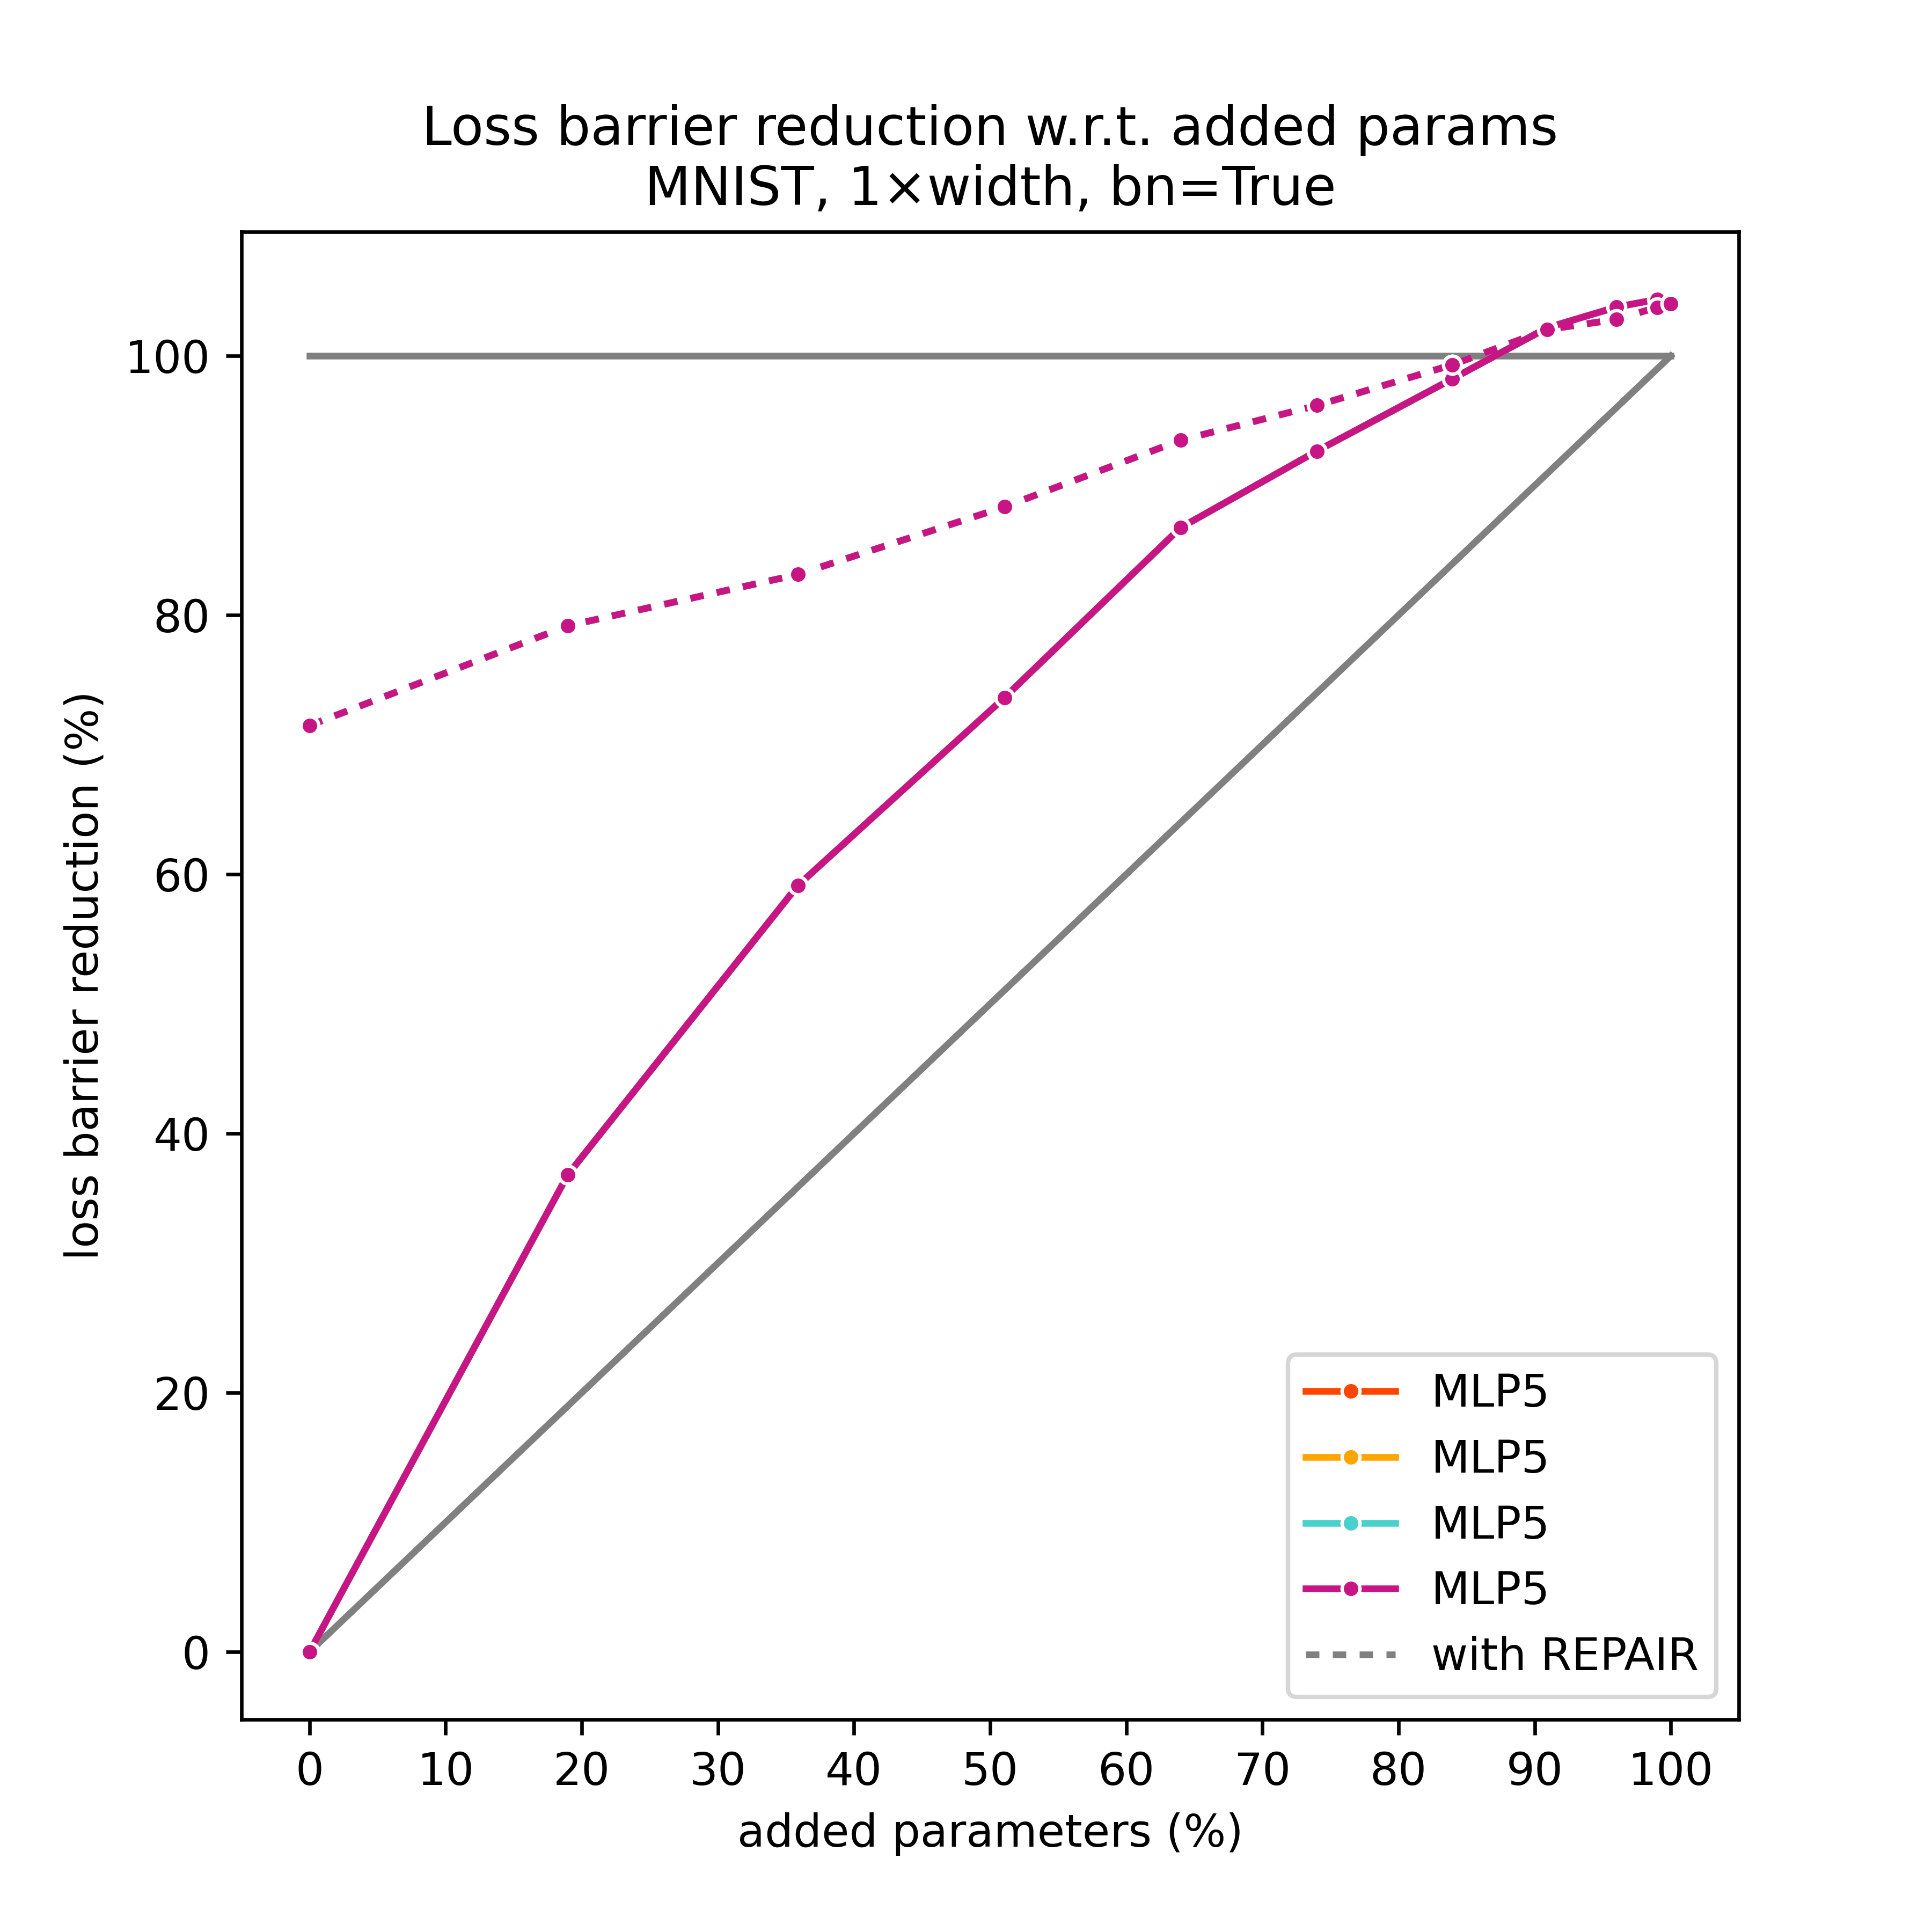 Loss barrier reduction w.r.t. added params
MNIST, 1×width, bn=True
loss barrier reduction (%)
100
80
60
40
20
0
0 10 20 30 40 50 60 70 80 90 100
added parameters (%)
MLP5
MLP5
MLP5
MLP5
with REPAIR